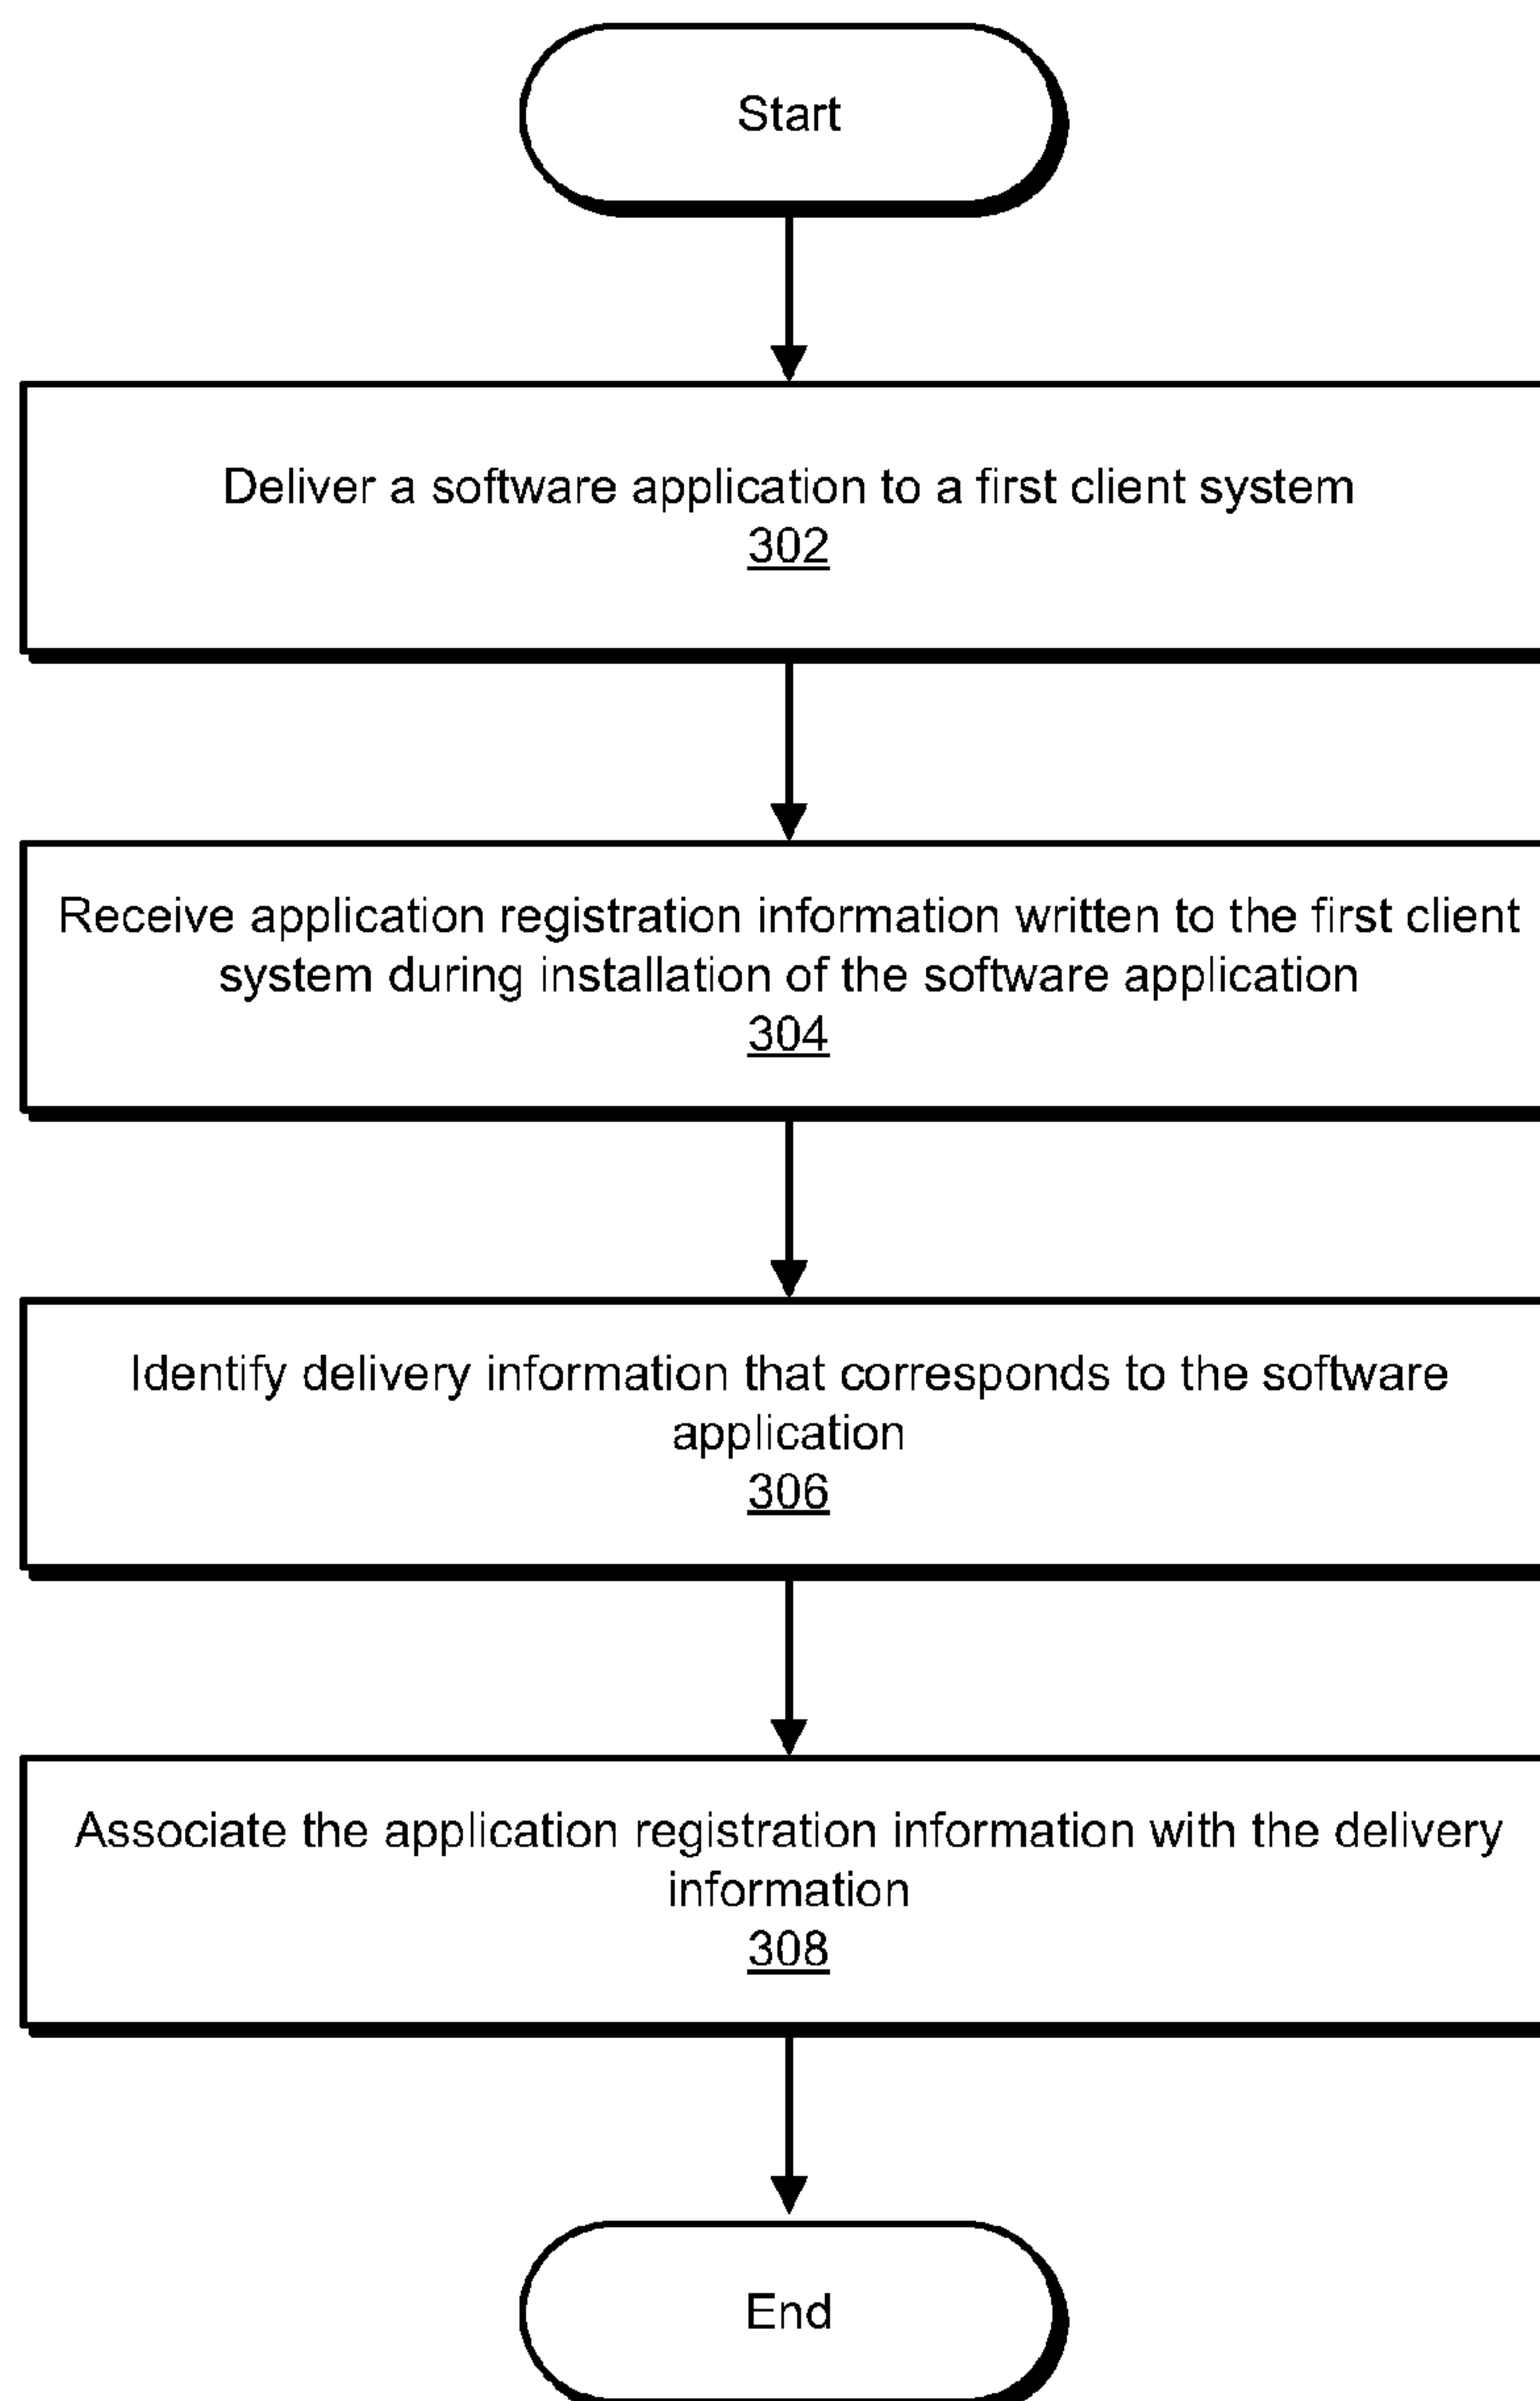 Start
Deliver a software application to a first client system
302
Receive application registration information written to the first client
system during installation of the software application
304
Identify delivery information that corresponds to the software
application
306
Associate the application registration information with the delivery
information
308
End